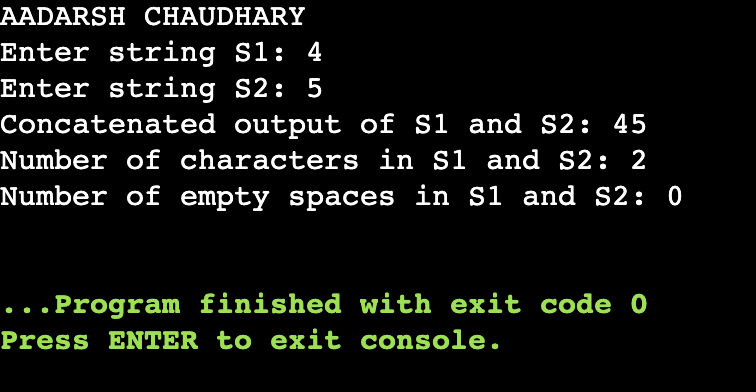 AADARSH CHAUDHARY
Enter string S1: 4
Enter string S2: 5
Concatenated output of S1 and S2: 45
Number of characters in S1 and S2: 2
Number of empty spaces in S1 and S2: 0
...Program finished with exit code 0
Press ENTER to exit console.